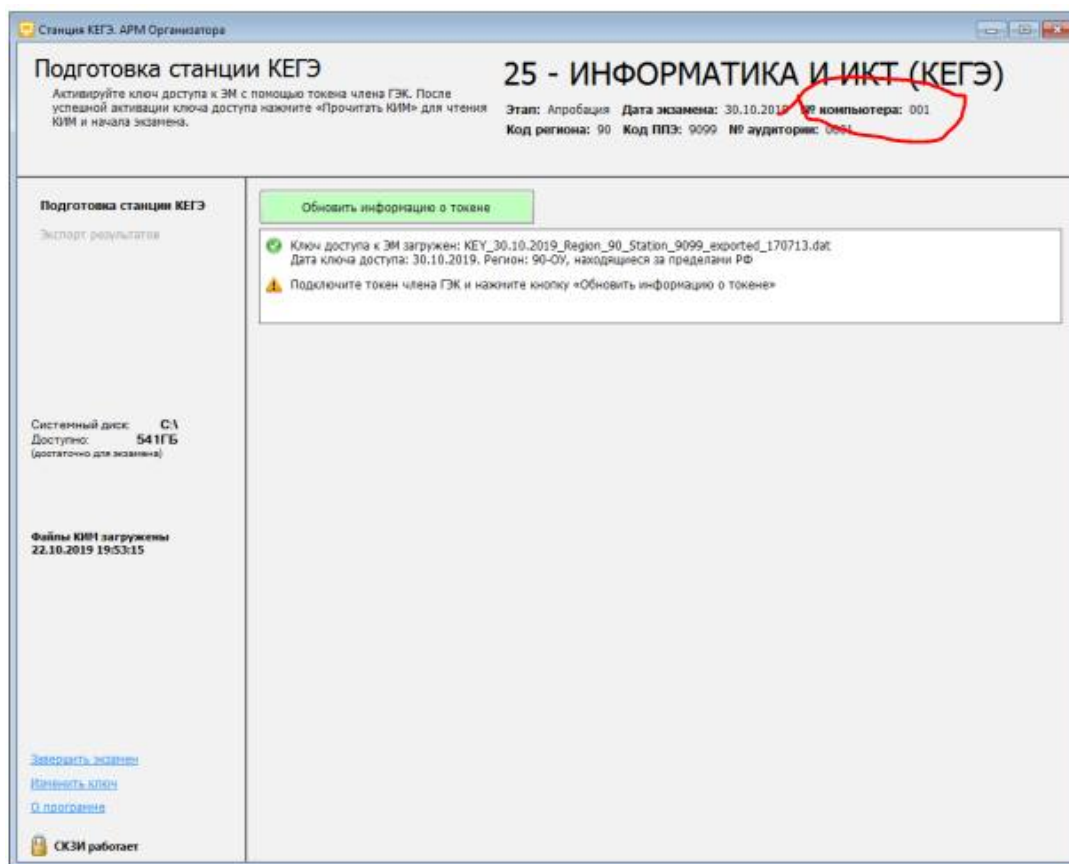 Станция КЕГЭ. АРМ Организатора
Подготовка станции КЕГЭ
Активируйте ключ доступа к ЭМ с помощью токена члена ГЭК. После
успешной активации ключа доступа нажмите «Прочитать КИМ» для чтения
КИМ и начала экзамена.
25 - ИНФОРМАТИКА И ИКТ (КЕГЭ)
Этап: Апробация Дата экзамена: 30.10.2019 № компьютера: 001
Код региона: 90 Код ППЭ: 9099 № аудитории: 0001
Подготовка станции КЕГЭ
Экспорт результатов
Обновить информацию о токене
Ключ доступа к ЭМ загружен: KEY_30.10.2019_Region_90_Station_9099_exported_170713.dat
Дата ключа доступа: 30.10.2019. Регион: 90-ОУ, находящиеся за пределами РФ
Подключите токен члена ГЭК и нажмите кнопку «Обновить информацию о токене»
Системный диск: C:\
Доступно: 541ГБ
(достаточно для экзамена)
Файлы КИМ загружены
22.10.2019 19:53:15
Завершить экзамен
Изменить ключ
О программе
СКЗИ работает